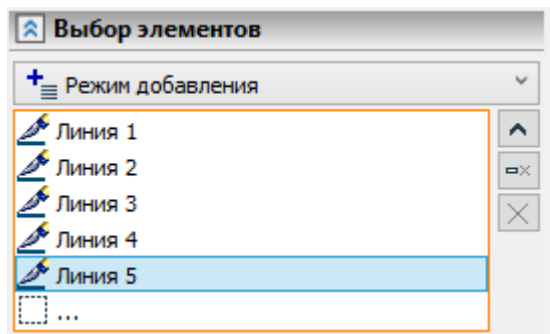 Выбор элементов
Режим добавления
Линия 1
Линия 2
Линия 3
Линия 4
Линия 5
...